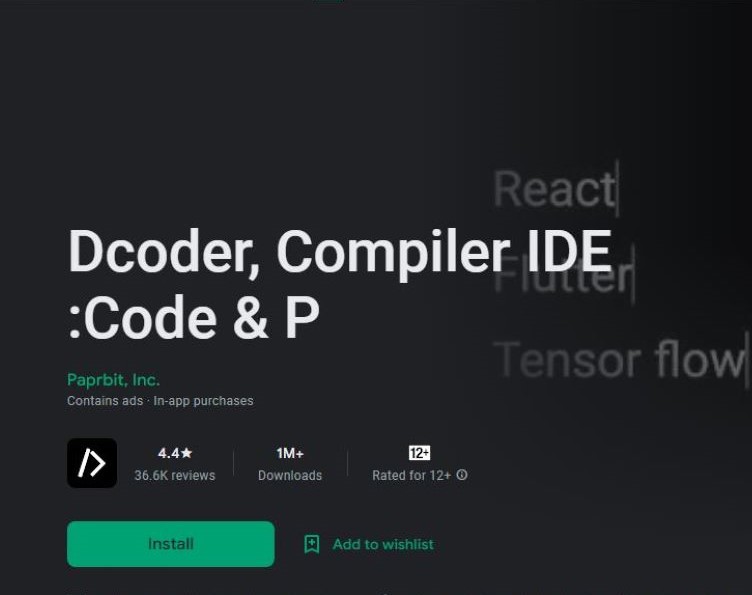 React
Dcoder, Compiler IDE
Flutter
:Code & P
Tensor flow
Paprbit, Inc.
Contains ads · In-app purchases
4.4★
36.6K reviews
1M+
Downloads
12+
Rated for 12+
Install
Add to wishlist